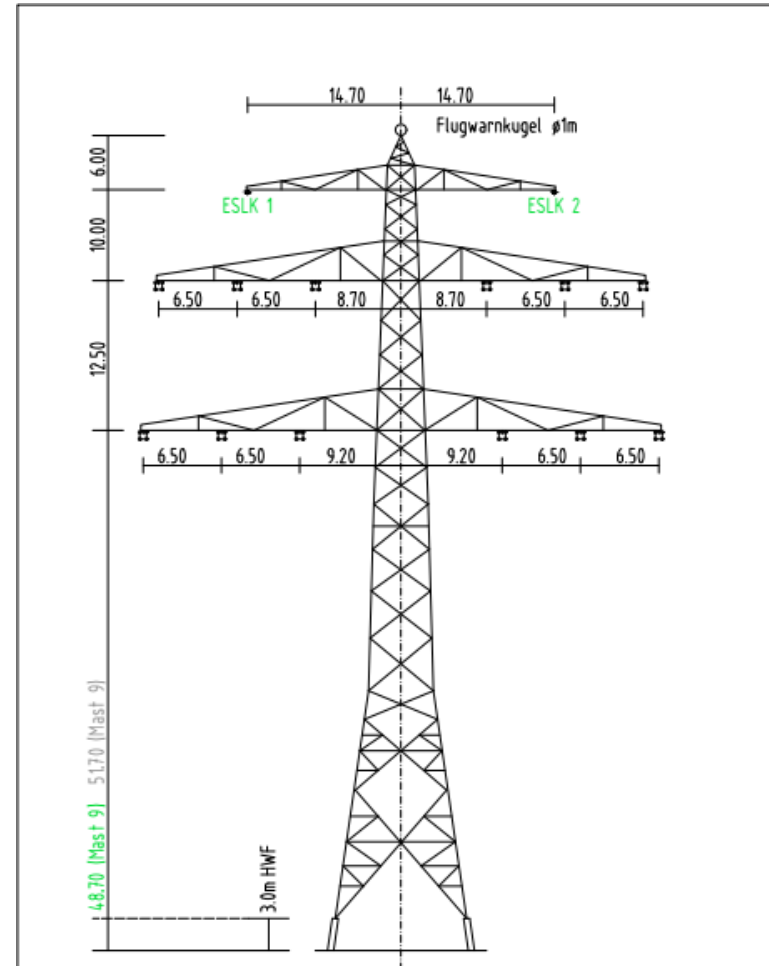 14.70 14.70
Flugwarnkugel ø1m
6.00
ESLK 1 ESLK 2
10.00
6.50 6.50 8.70 8.70 6.50 6.50
12.50
6.50 6.50 9.20 9.20 6.50 6.50
48.70 (Mast 9) 51.70 (Mast 9)
3.0m HWF